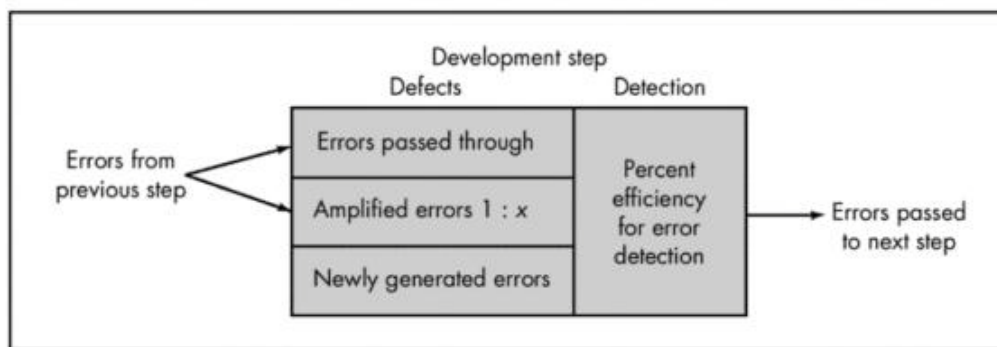 Development step
Defects
Detection
Errors from
previous step
Errors passed through
Amplified errors 1 : x
Newly generated errors
Percent
efficiency
for error
detection
Errors passed
to next step